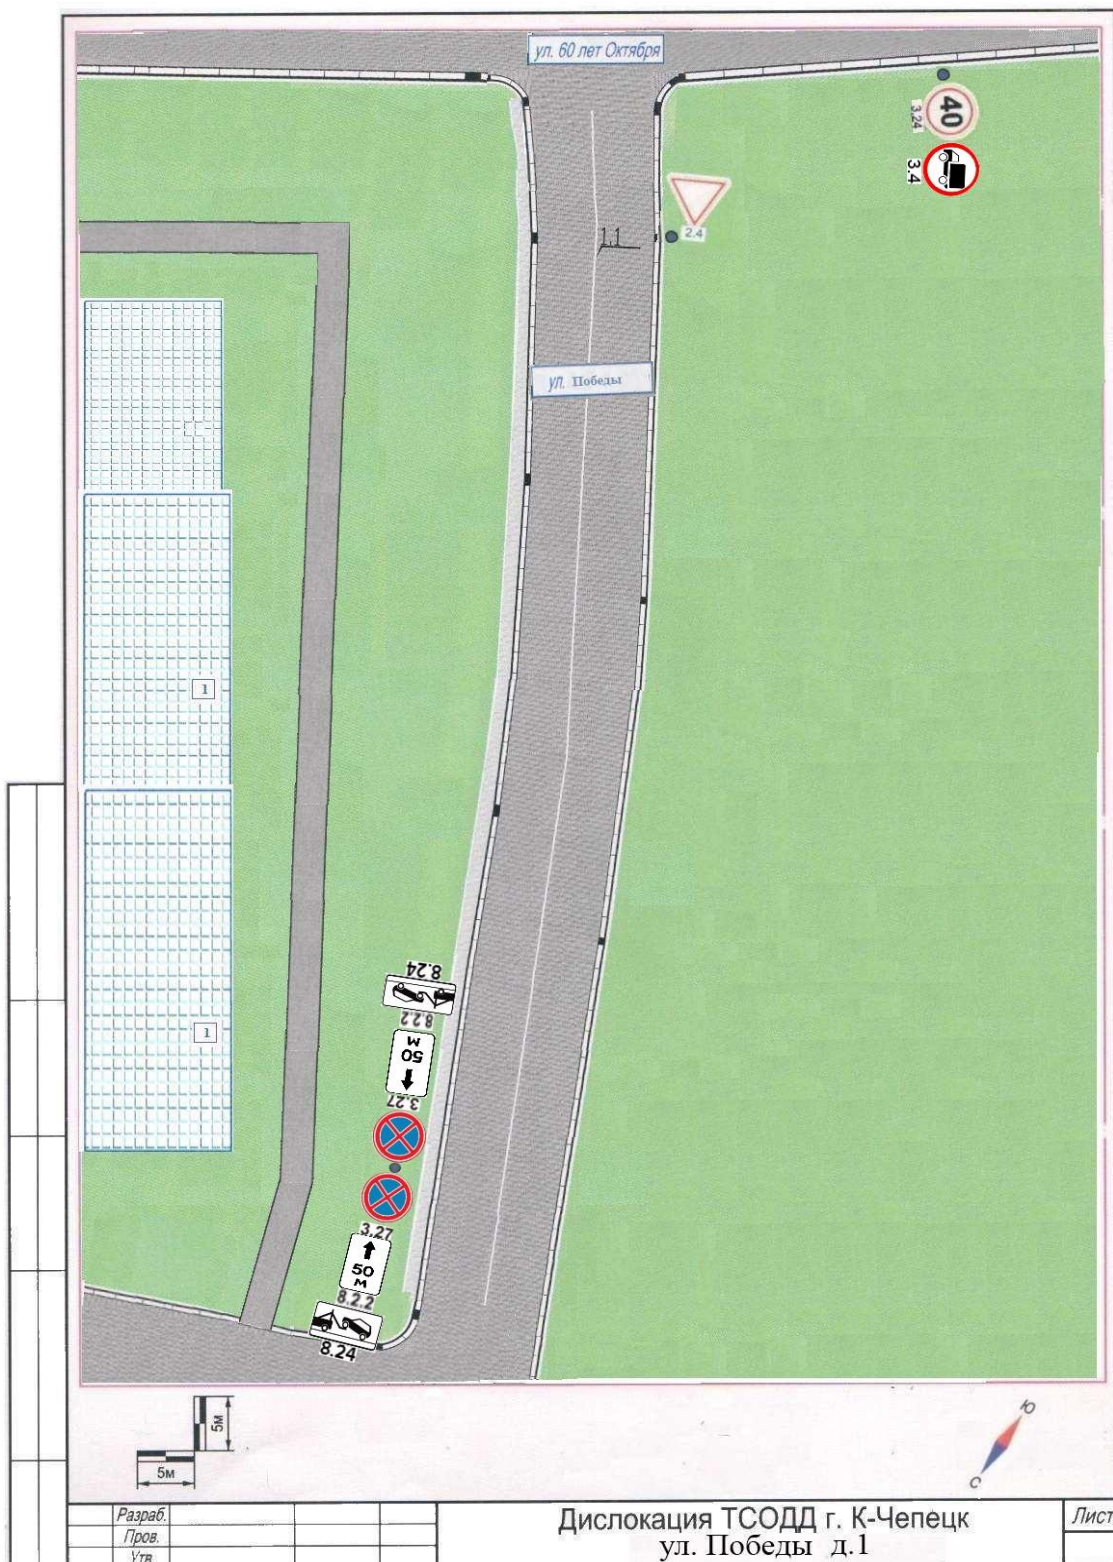 ул. 60 лет Октября
40
3.24
3.4
2.4
1.1
ул. Победы
1
8.24
8.2.2
50 м
3.27
1
3.27
50 м
8.2.2
8.24
5м
5м
Ю
С
Разраб.
Пров.
Утв
Дислокация ТСОДД г. К-Чепецк
ул. Победы д.1
Лист